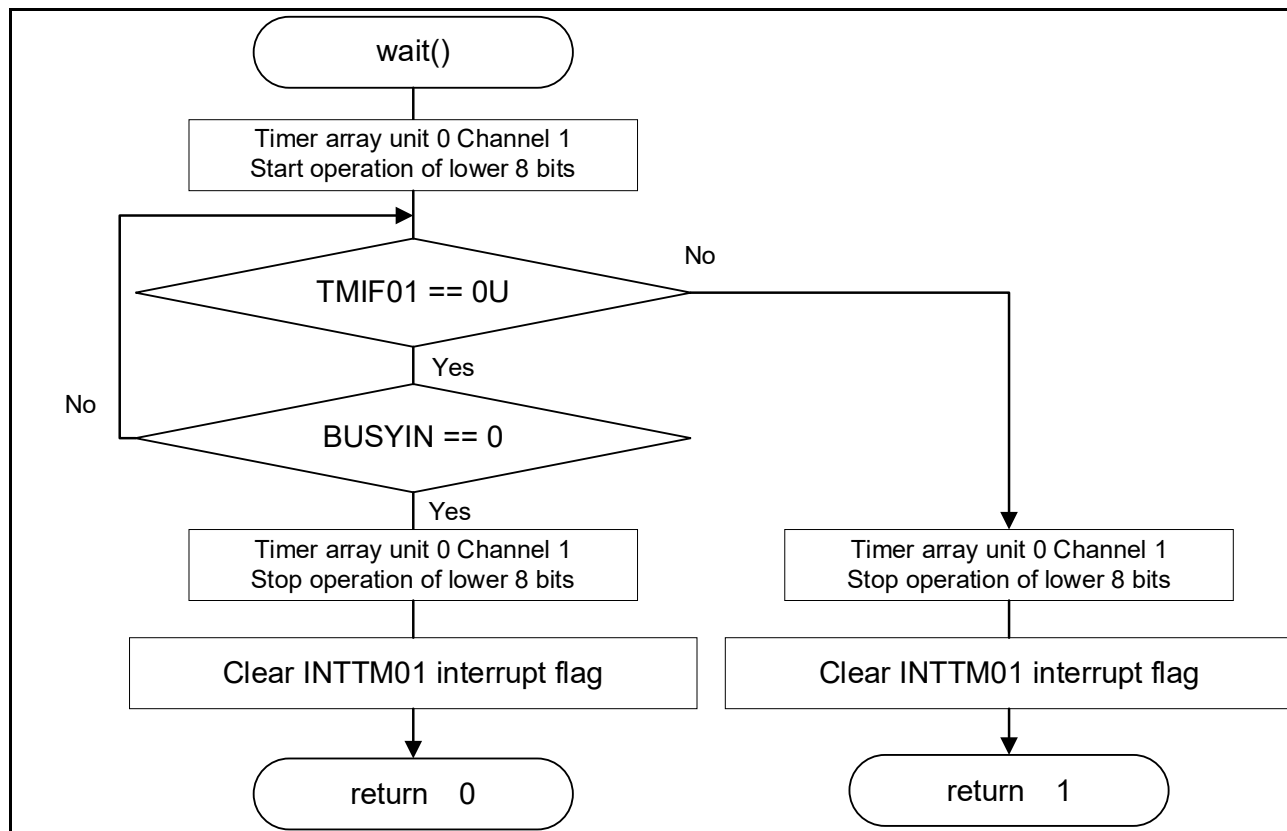 wait()
Timer array unit 0 Channel 1
Start operation of lower 8 bits
No
TMIF01 == 0U
Yes
No
BUSYIN == 0
Yes
Timer array unit 0 Channel 1
Stop operation of lower 8 bits
Timer array unit 0 Channel 1
Stop operation of lower 8 bits
Clear INTTM01 interrupt flag
Clear INTTM01 interrupt flag
return 0
return 1